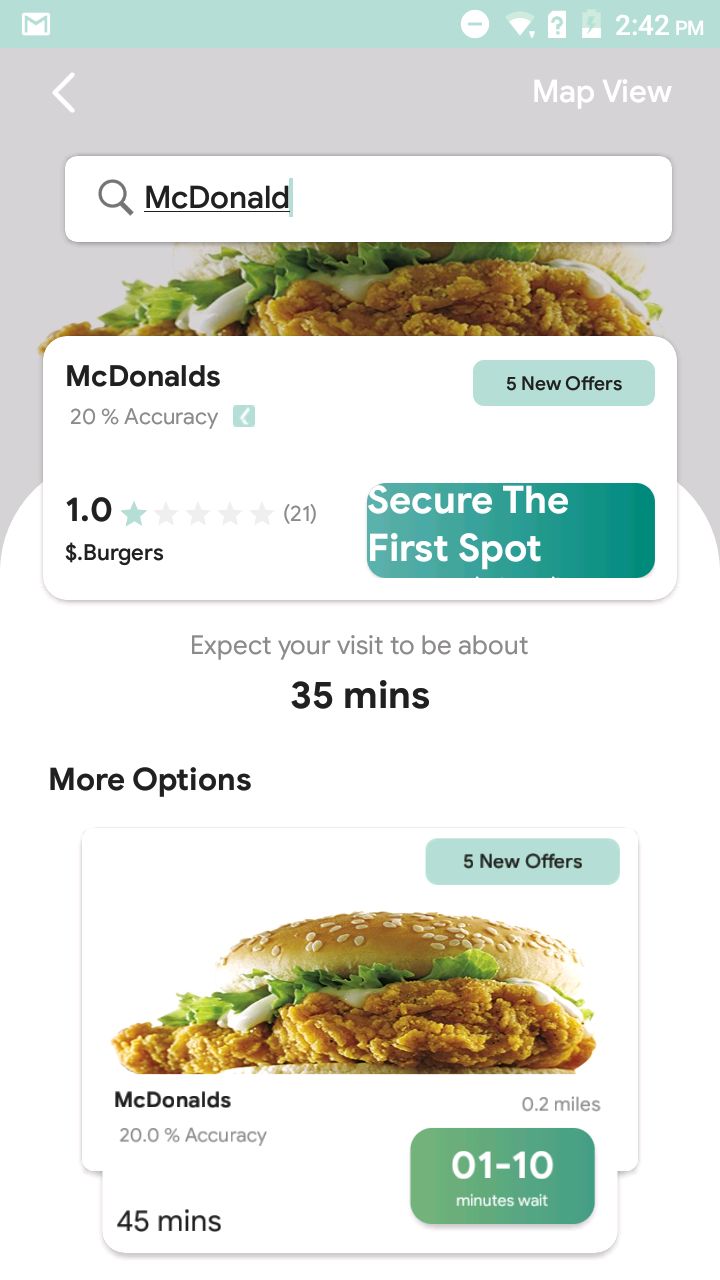 2:42 PM
Map View
McDonald
McDonalds
5 New Offers
20 % Accuracy
1.0
(21)
$.Burgers
Secure The
First Spot
Expect your visit to be about
35 mins
More Options
5 New Offers
McDonalds
0.2 miles
20.0 % Accuracy
01-10
minutes wait
45 mins